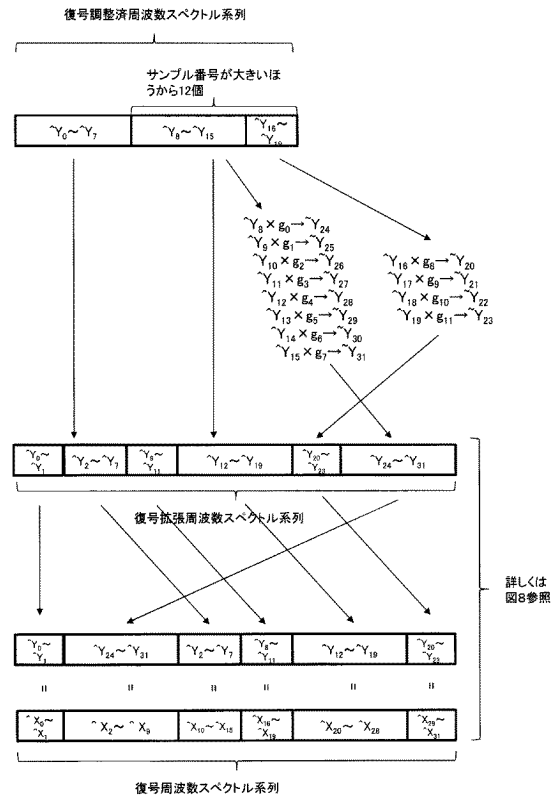 復号調整済周波数スペクトル系列
サンプル番号が大きいほ
うから12個
^Y₀~^Y₇
^Y₈~^Y₁₅
^Y₁₆~
^Y₁₉
^Y₈×g₀→~Y₂₄
^Y₉×g₁→~Y₂₅
^Y₁₀×g₂→~Y₂₆
^Y₁₁×g₃→~Y₂₇
^Y₁₂×g₄→~Y₂₈
^Y₁₃×g₅→~Y₂₉
^Y₁₄×g₆→~Y₃₀
^Y₁₅×g₇→~Y₃₁
^Y₁₆×g₈→~Y₂₀
^Y₁₇×g₉→~Y₂₁
^Y₁₈×g₁₀→~Y₂₂
^Y₁₉×g₁₁→~Y₂₃
^Y₀~
^Y₁
^Y₂~^Y₇
^Y₈~
^Y₁₁
^Y₁₂~^Y₁₉
^Y₂₀~
^Y₂₃
^Y₂₄~^Y₃₁
復号拡張周波数スペクトル系列
詳しくは
図8参照
^Y₀~
^Y₁
^Y₂₄~^Y₃₁
^Y₂~^Y₇
^Y₈~
^Y₁₁
^Y₁₂~^Y₁₉
^Y₂₀~
^Y₂₃
= = = = = =
^X₀~
^X₁
^X₂~^X₉
^X₁₀~^X₁₅
^X₁₆~
^X₁₉
^X₂₀~^X₂₈
^X₂₉~
^X₃₁
復号周波数スペクトル系列